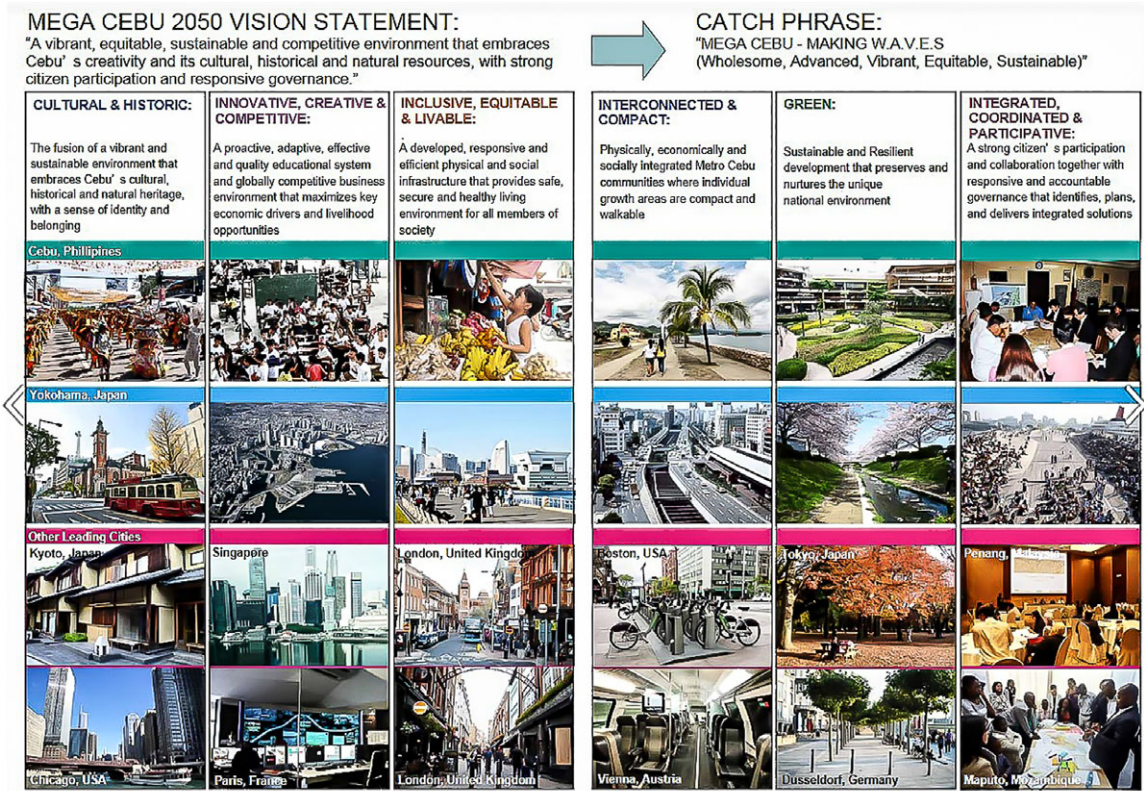 MEGA CEBU 2050 VISION STATEMENT:
"A vibrant, equitable, sustainable and competitive environment that embraces
Cebu' s creativity and its cultural, historical and natural resources, with strong
citizen participation and responsive governance."
CATCH PHRASE:
"MEGA CEBU - MAKING W.A.V.E.S
(Wholesome, Advanced, Vibrant, Equitable, Sustainable)"
CULTURAL & HISTORIC:
The fusion of a vibrant and
sustainable environment that
embraces Cebu' s cultural,
historical and natural heritage,
with a sense of identity and
belonging
INNOVATIVE, CREATIVE &
COMPETITIVE:
A proactive, adaptive, effective
and quality educational system
and globally competitive business
environment that maximizes key
economic drivers and livelihood
opportunities
INCLUSIVE, EQUITABLE
& LIVABLE:
A developed, responsive and
efficient physical and social
infrastructure that provides safe,
secure and healthy living
environment for all members of
society
INTERCONNECTED &
COMPACT:
Physically, economically and
socially integrated Metro Cebu
communities where individual
growth areas are compact and
walkable
GREEN:
Sustainable and Resilient
development that preserves and
nurtures the unique
national environment
INTEGRATED,
COORDINATED &
PARTICIPATIVE:
A strong citizen' s participation
and collaboration together with
responsive and accountable
governance that identifies, plans,
and delivers integrated solutions
Cebu, Phillipines
Yokohama, Japan
Other Leading Cities
Kyoto, Japan
Singapore
London, United Kingdom
Boston, USA
Tokyo, Japan
Penang, Malaysia
Chicago, USA
Paris, France
London, United Kingdom
Vienna, Austria
Dusseldorf, Germany
Maputo, Mozambique